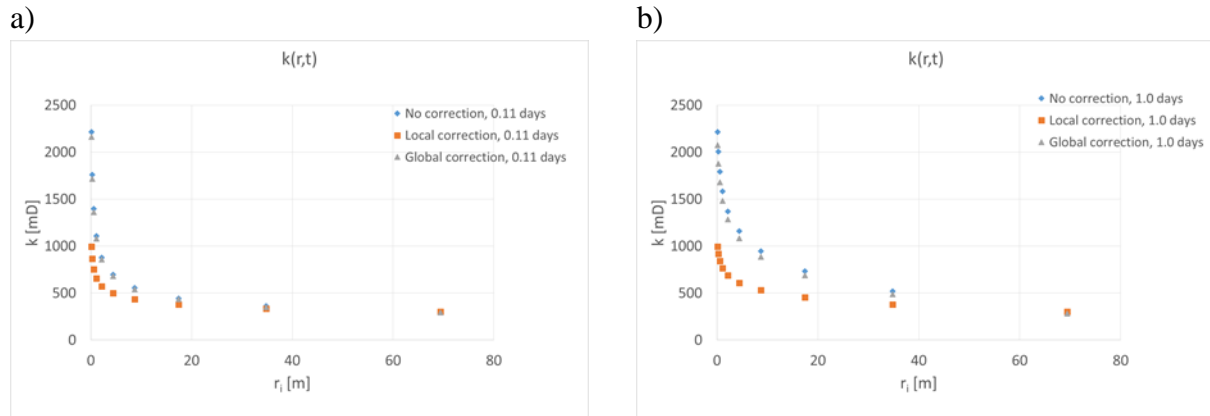 a)
k(r,t)
2500
2000
1500
1000
500
0
k [mD]
0 20 40 60 80
r i [m]
No correction, 0.11 days
Local correction, 0.11 days
Global correction, 0.11 days
b)
k(r,t)
2500
2000
1500
1000
500
0
k [mD]
0 20 40 60 80
r i [m]
No correction, 1.0 days
Local correction, 1.0 days
Global correction, 1.0 days